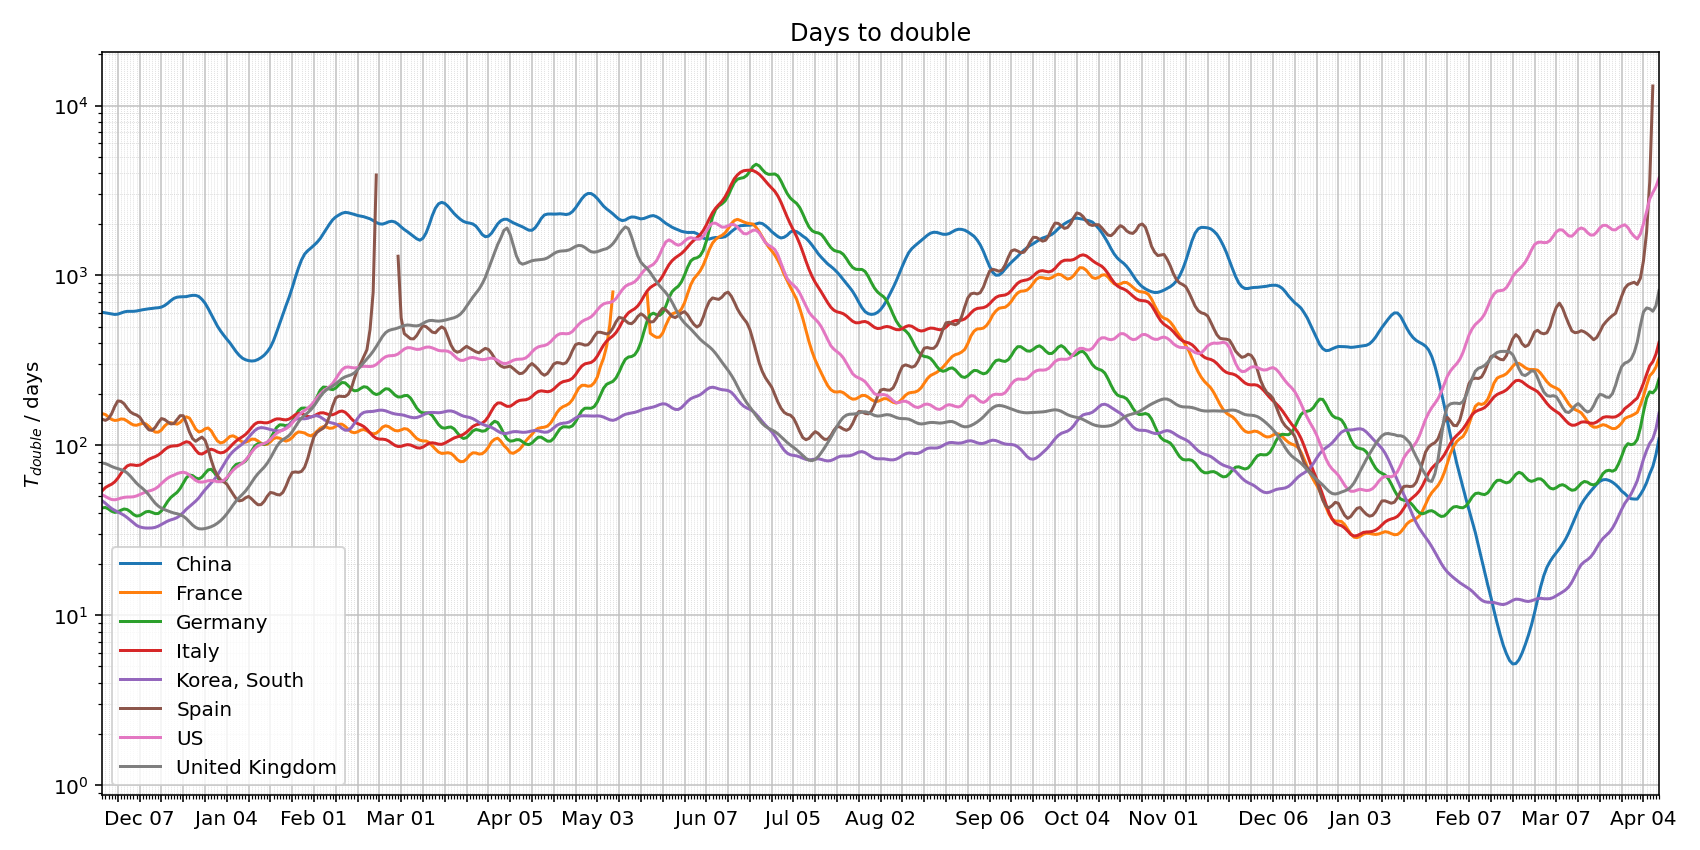 Days to double
T_double / days
10^4
10^3
10^2
10^1
10^0
China
France
Germany
Italy
Korea, South
Spain
US
United Kingdom
Dec 07 Jan 04 Feb 01 Mar 01 Apr 05 May 03 Jun 07 Jul 05 Aug 02 Sep 06 Oct 04 Nov 01 Dec 06 Jan 03 Feb 07 Mar 07 Apr 04